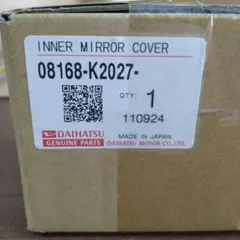 INNER MIRROR COVER
08168-K2027-
QTY: 1
110924
DAIHATSU
GENUINE PARTS
MADE IN JAPAN
DAIHATSU MOTOR CO.,LTD.